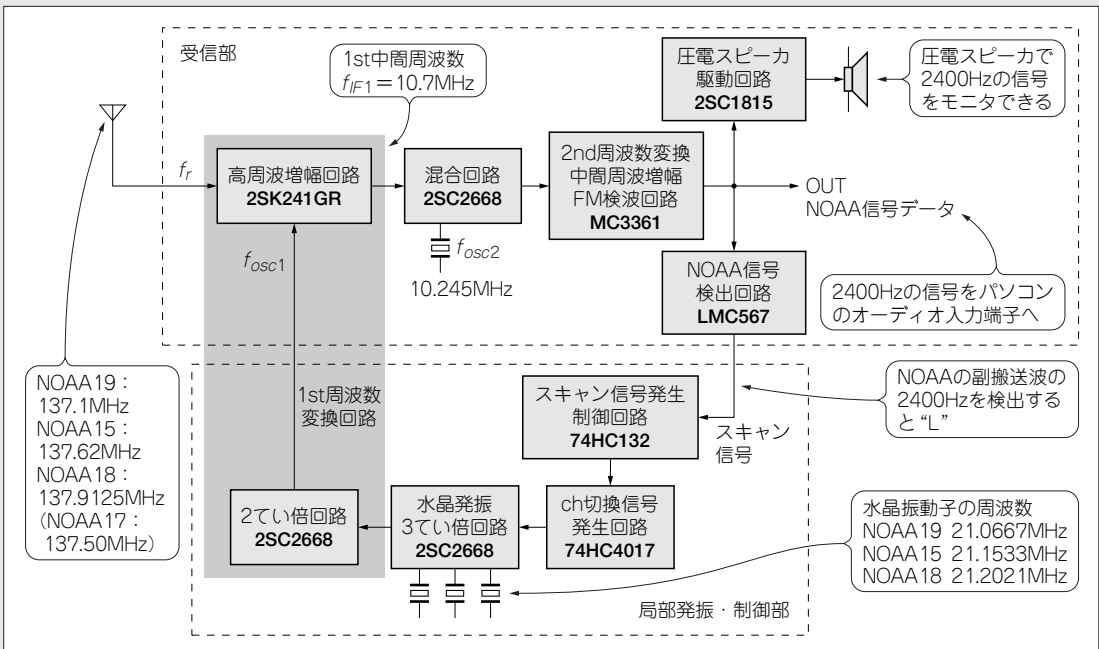 受信部
1st中間周波数
fIF1＝10.7MHz
圧電スピーカ
駆動回路
2SC1815
圧電スピーカで
2400Hzの信号
をモニタできる
fr
高周波増幅回路
2SK241GR
混合回路
2SC2668
2nd周波数変換
中間周波増幅
FM検波回路
MC3361
OUT
NOAA信号データ
fosc1
fosc2
10.245MHz
NOAA信号
検出回路
LMC567
2400Hzの信号をパソコン
のオーディオ入力端子へ
NOAA19：
137.1MHz
NOAA15：
137.62MHz
NOAA18：
137.9125MHz
（NOAA17：
137.50MHz）
1st周波数
変換回路
スキャン信号発生
制御回路
74HC132
スキャン
信号
NOAAの副搬送波の
2400Hzを検出する
と“L”
2てい倍回路
2SC2668
水晶発振
3てい倍回路
2SC2668
ch切換信号
発生回路
74HC4017
水晶振動子の周波数
NOAA19 21.0667MHz
NOAA15 21.1533MHz
NOAA18 21.2021MHz
局部発振・制御部